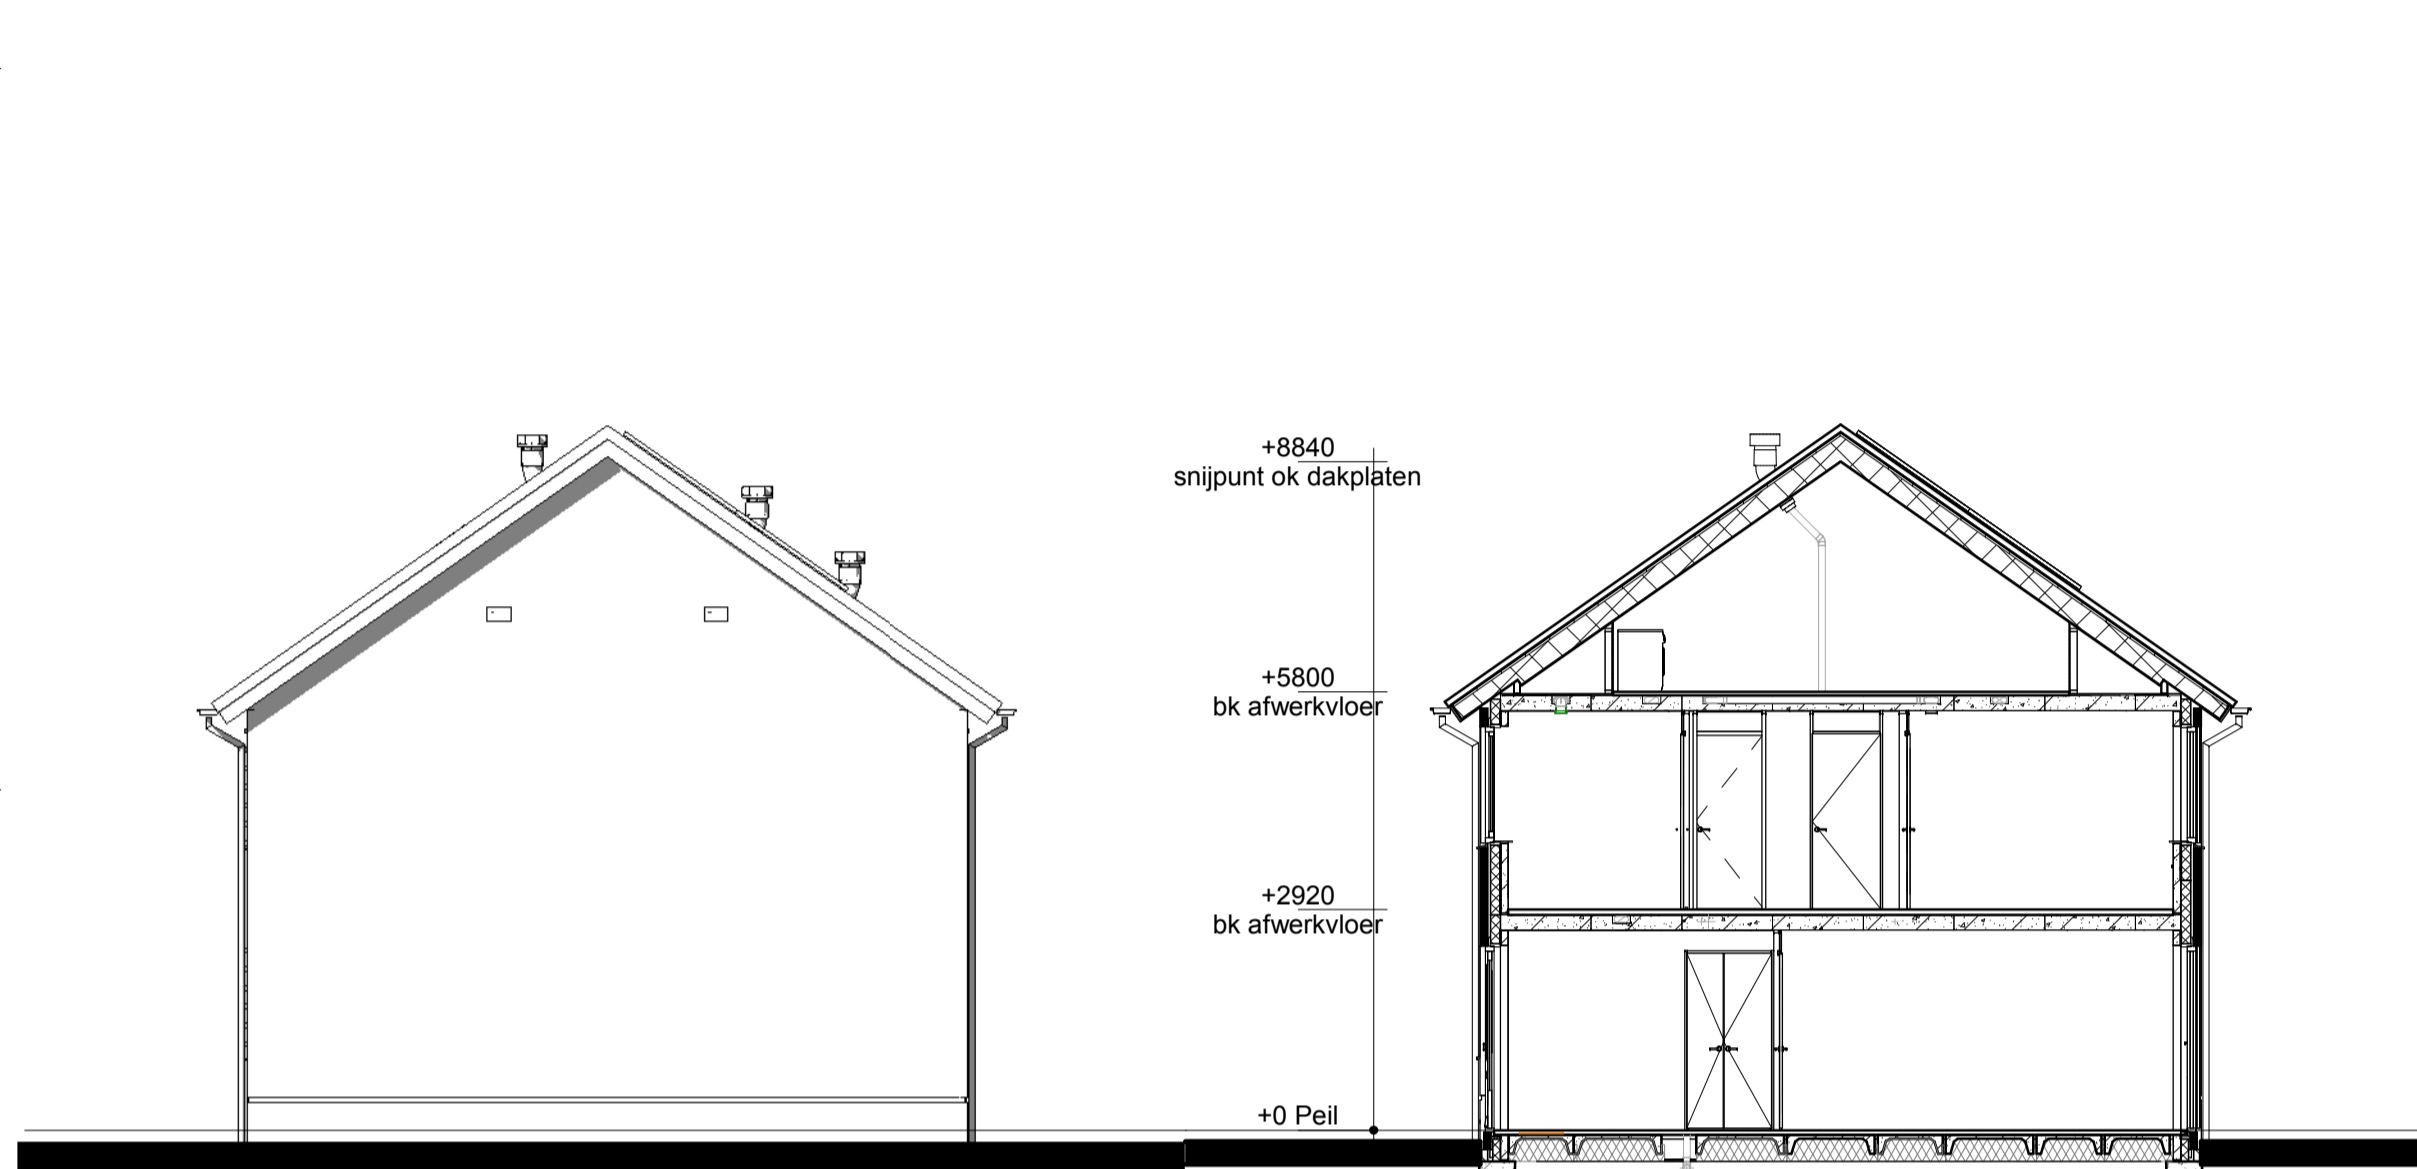 +8840
snijpunt ok dakplaten
+5800
bk afwerkvloer
+2920
bk afwerkvloer
+0 Peil